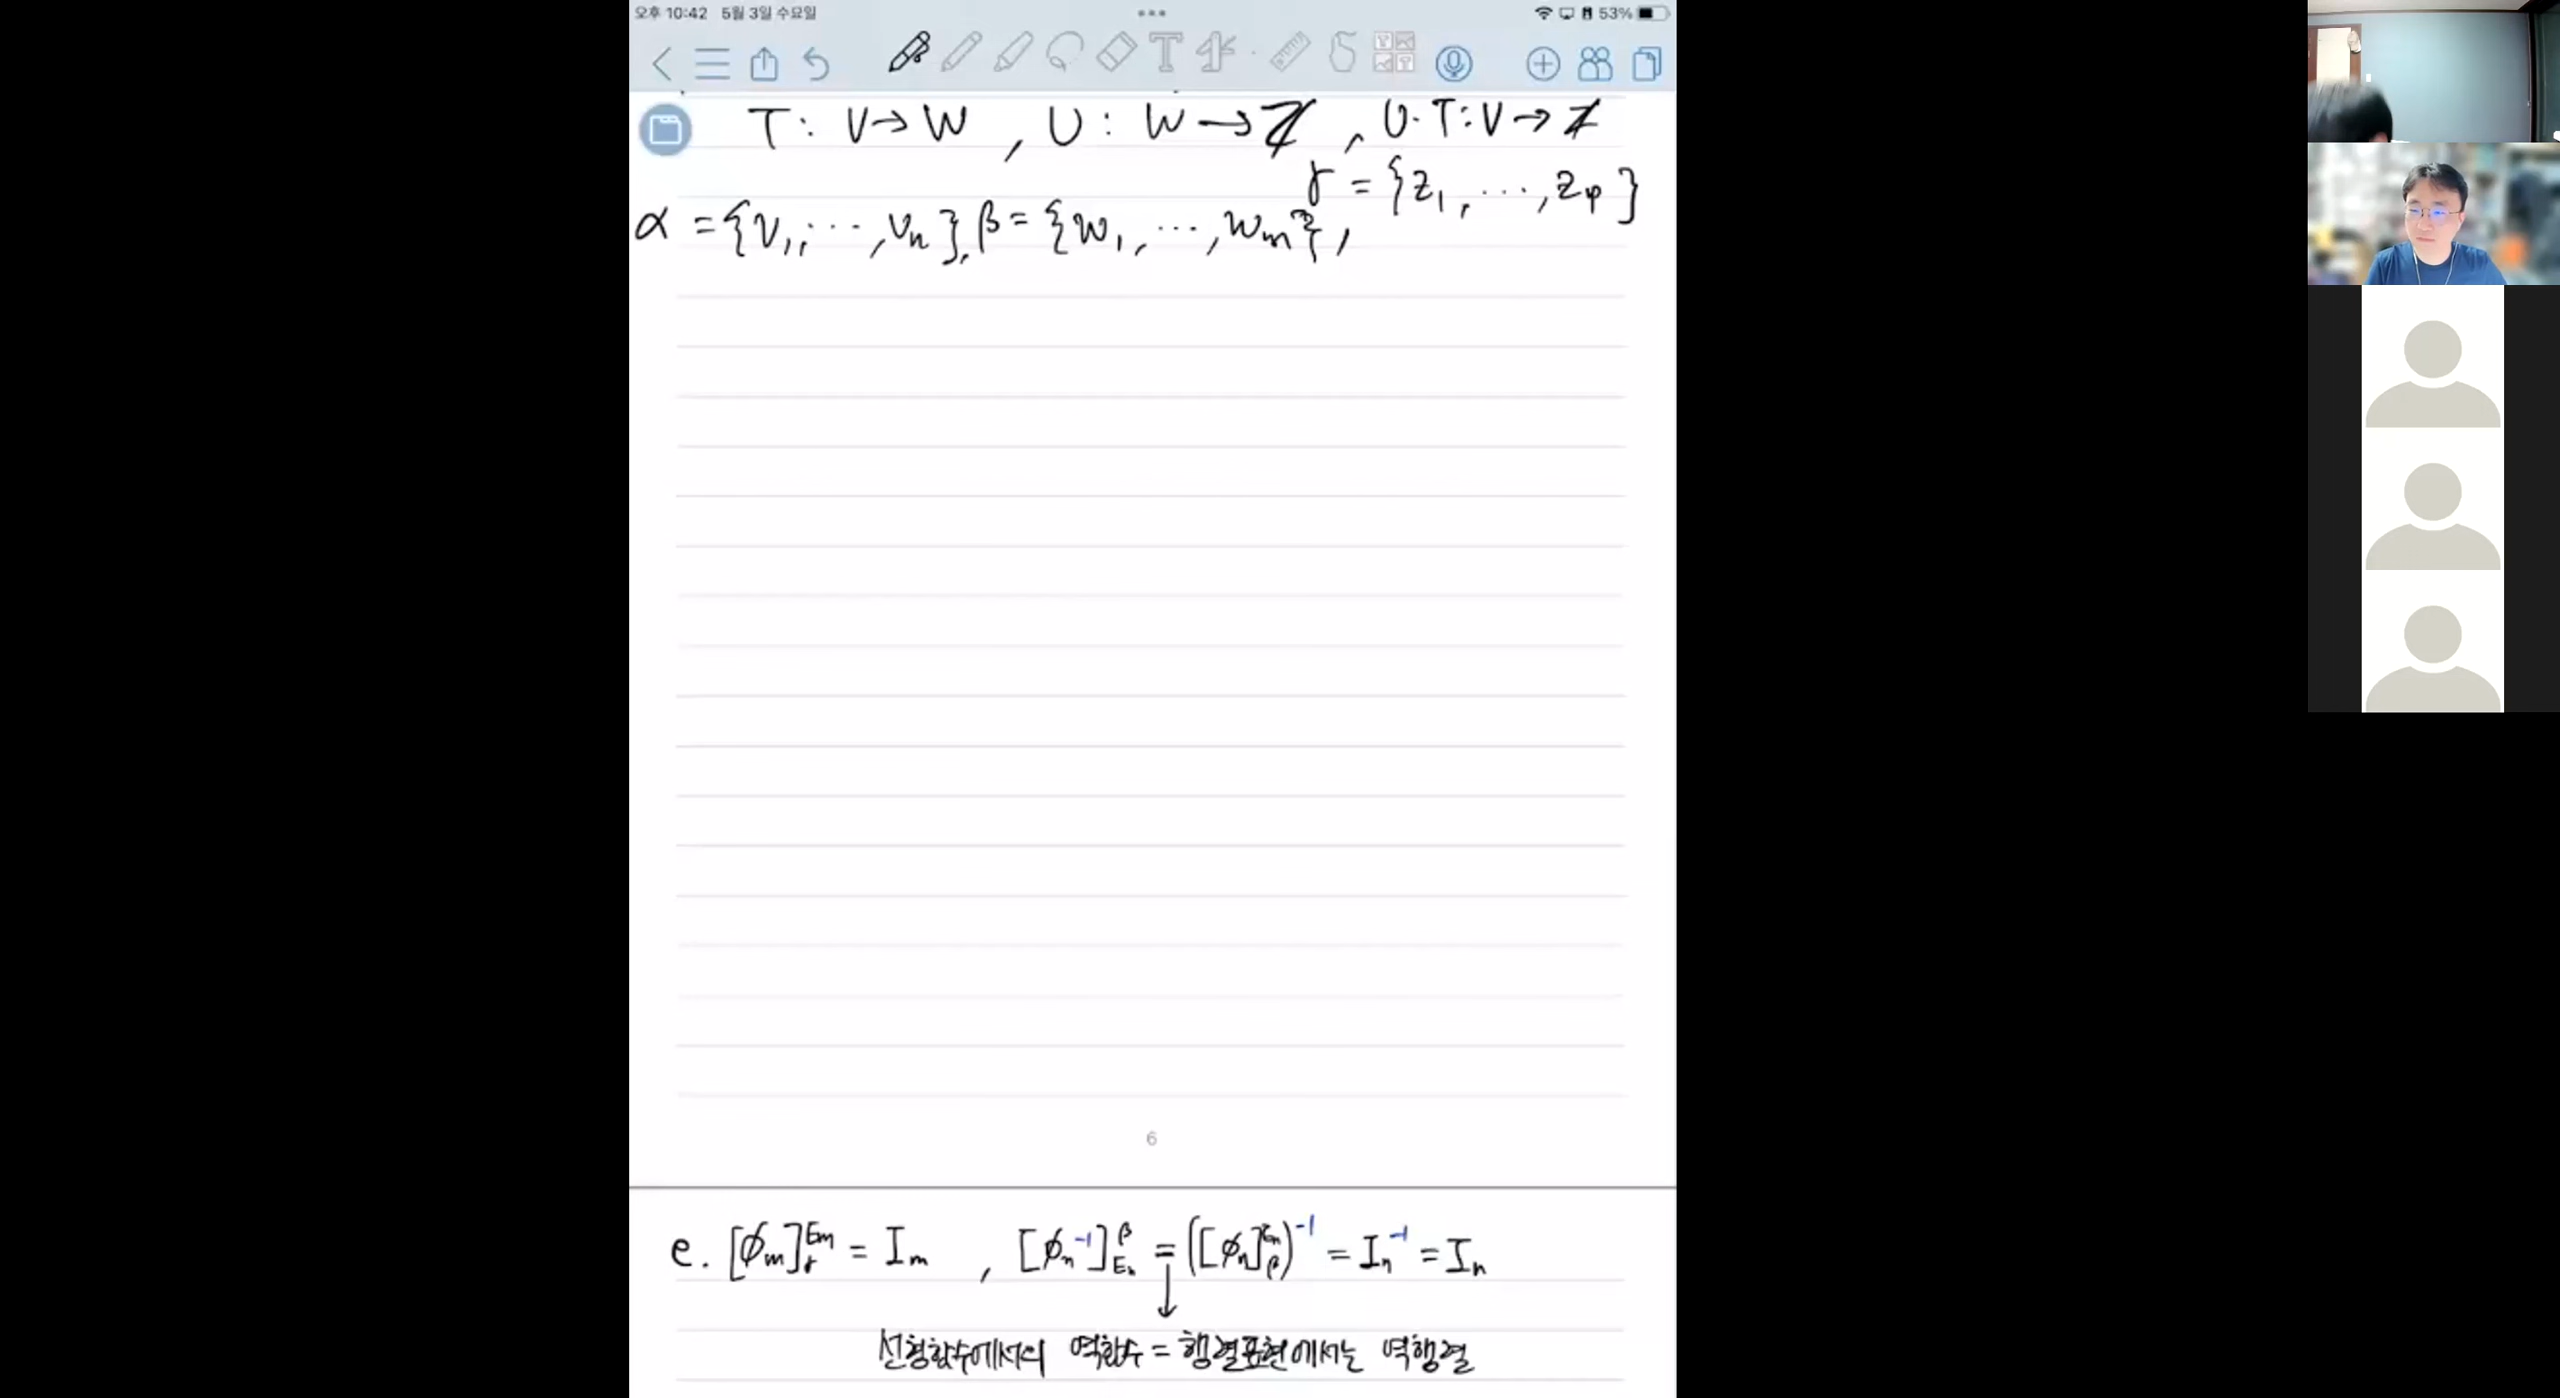 오후 10:42 5월 3일 수요일 53%
T: V→W , U: W→Z , U·T: V→Z
γ = {z₁, ⋯, zₚ}
α = {v₁, ⋯, vₙ}, β = {w₁, ⋯, wₘ},
6
e. [ϕₘ]ᵧ^{Em} = Iₘ , [ϕₙ⁻¹]_{Eₙ}^{β} = ([ϕₙ]_{β}^{Eₙ})⁻¹ = Iₙ⁻¹ = Iₙ
↓
선형함수에서의 역함수 = 행렬표현에서는 역행렬